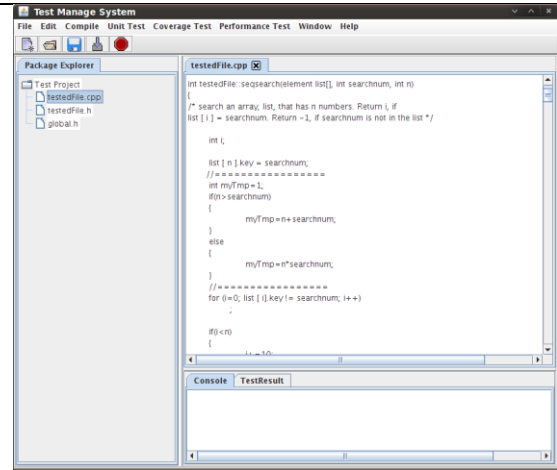 Test Manage System
File Edit Compile Unit Test Coverage Test Performance Test Window Help
Package Explorer
Test Project
testedFile.cpp
testedFile.h
global.h
testedFile.cpp
int testedFile::seqsearch(element list[], int searchnum, int n)
{
/* search an array, list, that has n numbers. Return i, if
list [ i ] = searchnum. Return -1, if searchnum is not in the list */
int i;
list [ n ].key = searchnum;
//=================
int myTmp=1;
if(n>searchnum)
{
myTmp=n+searchnum;
}
else
{
myTmp=n*searchnum;
}
//=================
for (i=0; list [ i].key!= searchnum; i++)
;
if(i<n)
{
Console TestResult